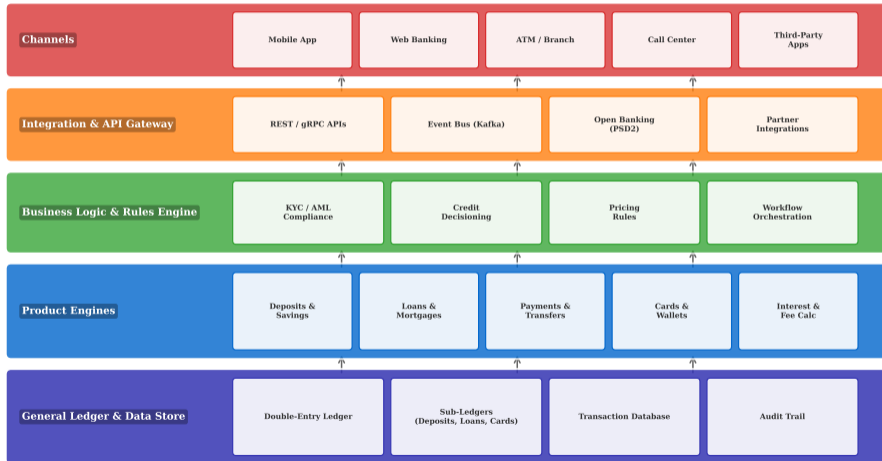 Channels
Mobile App
Web Banking
ATM / Branch
Call Center
Third-Party
Apps
Integration & API Gateway
REST / gRPC APIs
Event Bus (Kafka)
Open Banking
(PSD2)
Partner
Integrations
Business Logic & Rules Engine
KYC / AML
Compliance
Credit
Decisioning
Pricing
Rules
Workflow
Orchestration
Product Engines
Deposits &
Savings
Loans &
Mortgages
Payments &
Transfers
Cards &
Wallets
Interest &
Fee Calc
General Ledger & Data Store
Double-Entry Ledger
Sub-Ledgers
(Deposits, Loans, Cards)
Transaction Database
Audit Trail